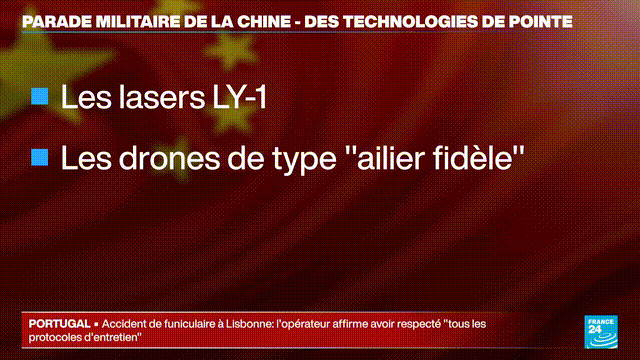 PARADE MILITAIRE DE LA CHINE - DES TECHNOLOGIES DE POINTE
Les lasers LY-1
Les drones de type "ailier fidèle"
PORTUGAL ▪ Accident de funiculaire à Lisbonne: l'opérateur affirme avoir respecté "tous les
protocoles d'entretien"
FRANCE
24